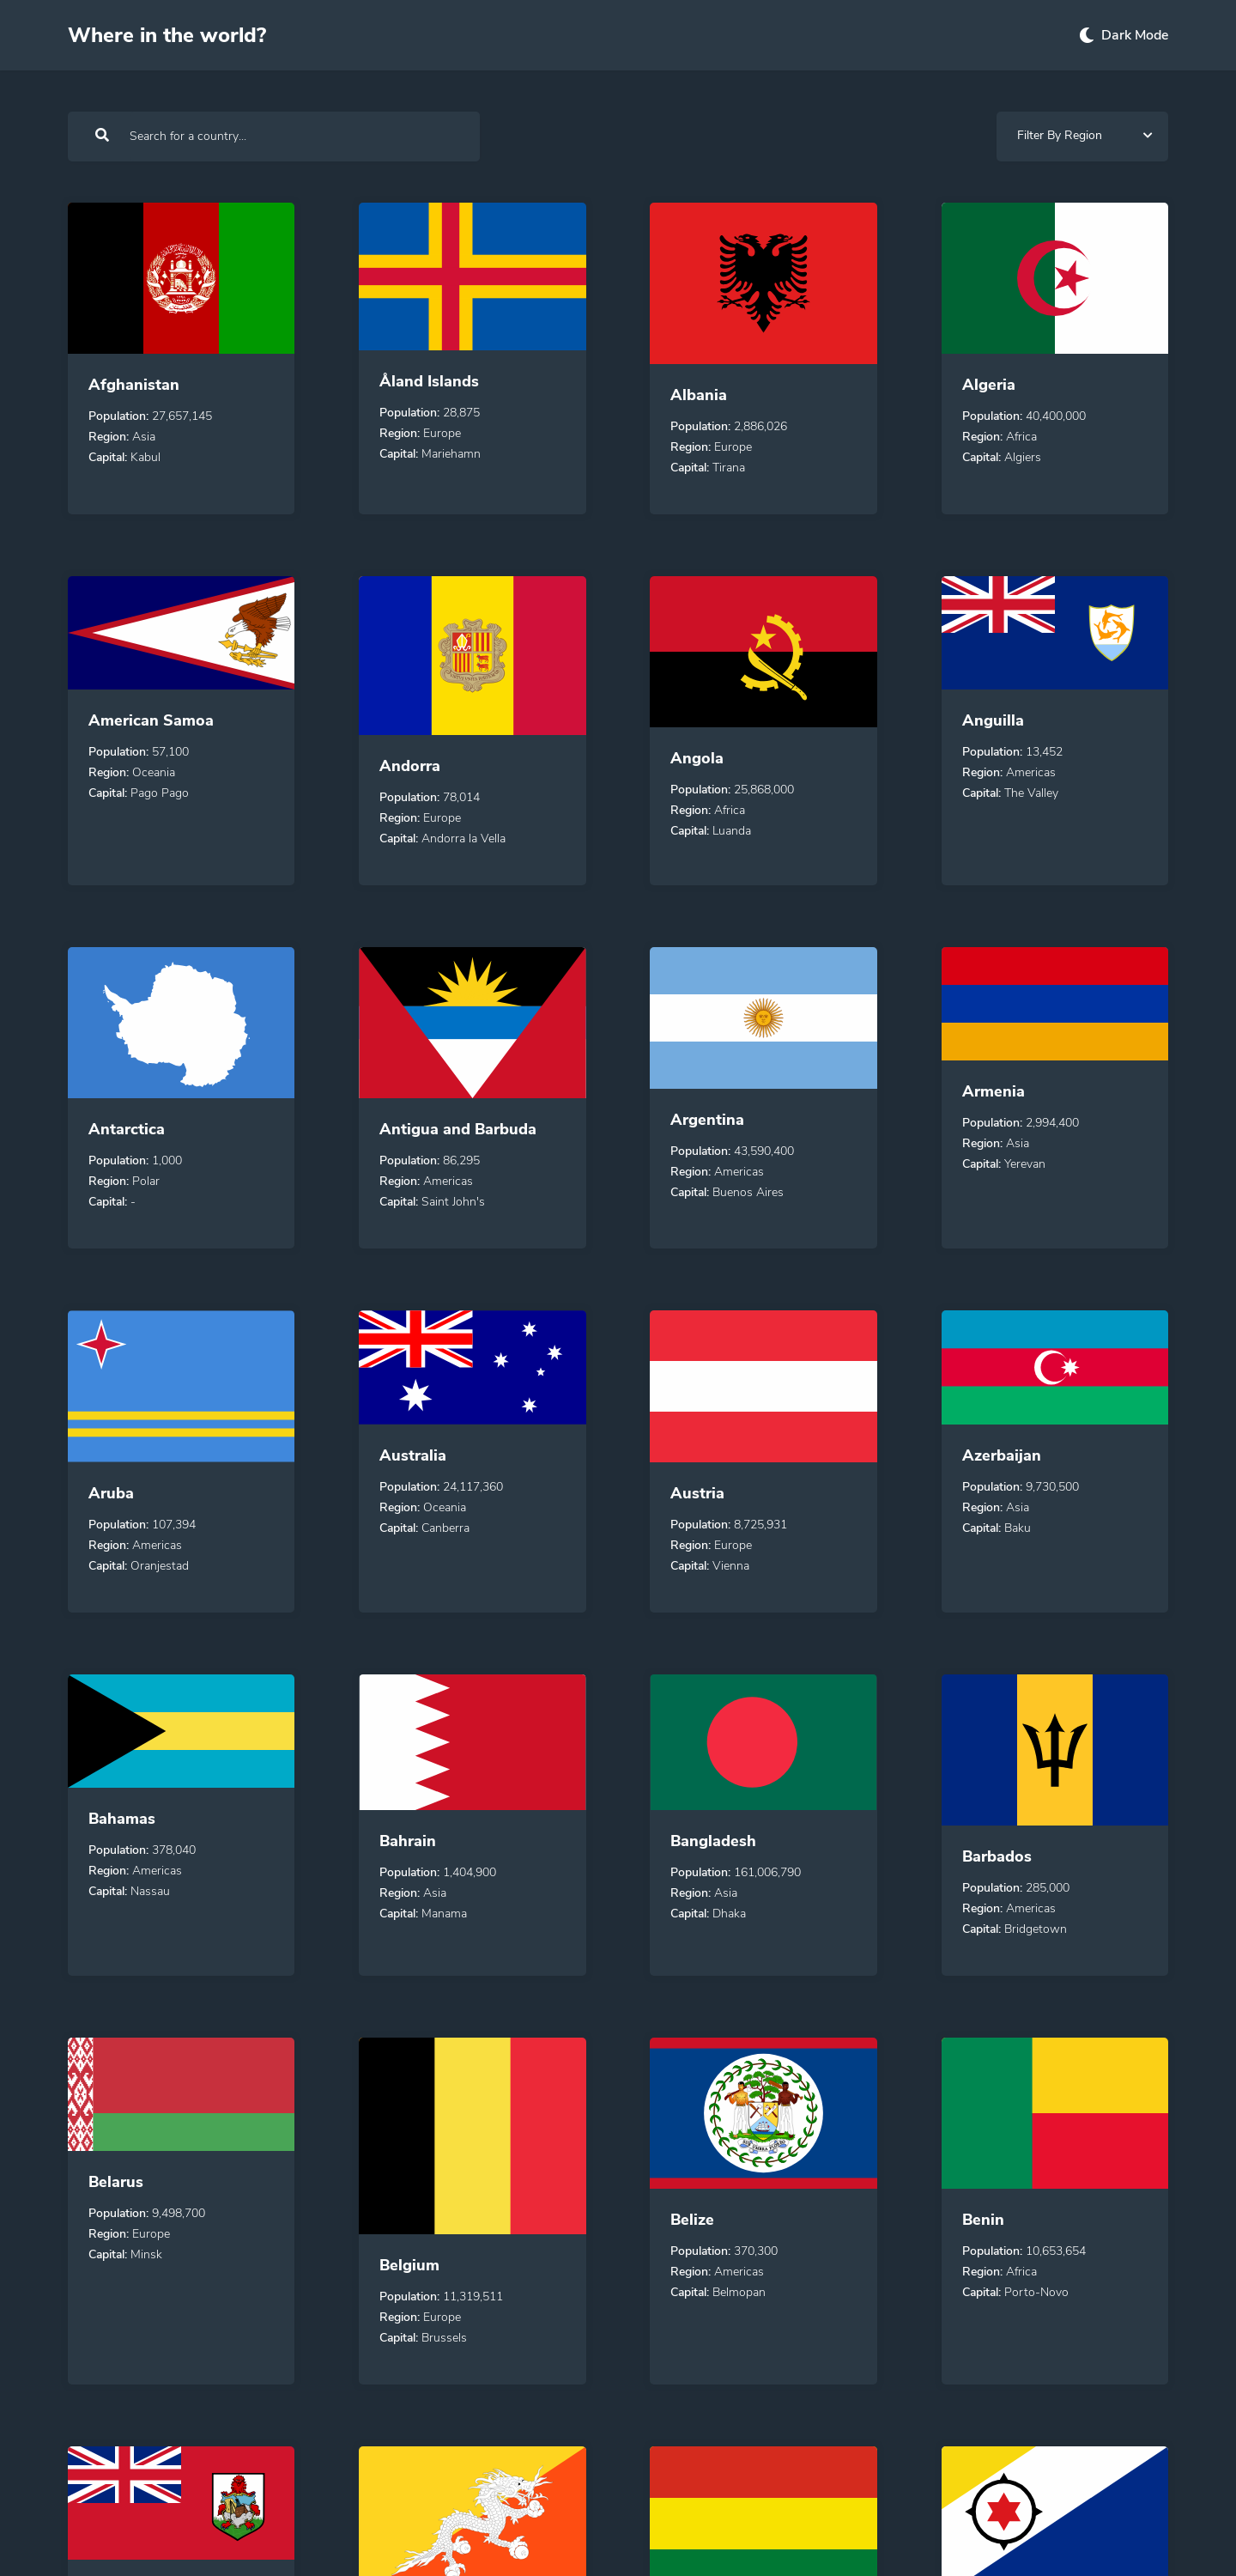 Where in the world?
Dark Mode
Search for a country...
Filter By Region
Afghanistan
Population: 27,657,145
Region: Asia
Capital: Kabul
Åland Islands
Population: 28,875
Region: Europe
Capital: Mariehamn
Albania
Population: 2,886,026
Region: Europe
Capital: Tirana
Algeria
Population: 40,400,000
Region: Africa
Capital: Algiers
American Samoa
Population: 57,100
Region: Oceania
Capital: Pago Pago
Andorra
Population: 78,014
Region: Europe
Capital: Andorra la Vella
Angola
Population: 25,868,000
Region: Africa
Capital: Luanda
Anguilla
Population: 13,452
Region: Americas
Capital: The Valley
Antarctica
Population: 1,000
Region: Polar
Capital: -
Antigua and Barbuda
Population: 86,295
Region: Americas
Capital: Saint John's
Argentina
Population: 43,590,400
Region: Americas
Capital: Buenos Aires
Armenia
Population: 2,994,400
Region: Asia
Capital: Yerevan
Aruba
Population: 107,394
Region: Americas
Capital: Oranjestad
Australia
Population: 24,117,360
Region: Oceania
Capital: Canberra
Austria
Population: 8,725,931
Region: Europe
Capital: Vienna
Azerbaijan
Population: 9,730,500
Region: Asia
Capital: Baku
Bahamas
Population: 378,040
Region: Americas
Capital: Nassau
Bahrain
Population: 1,404,900
Region: Asia
Capital: Manama
Bangladesh
Population: 161,006,790
Region: Asia
Capital: Dhaka
Barbados
Population: 285,000
Region: Americas
Capital: Bridgetown
Belarus
Population: 9,498,700
Region: Europe
Capital: Minsk
Belgium
Population: 11,319,511
Region: Europe
Capital: Brussels
Belize
Population: 370,300
Region: Americas
Capital: Belmopan
Benin
Population: 10,653,654
Region: Africa
Capital: Porto-Novo